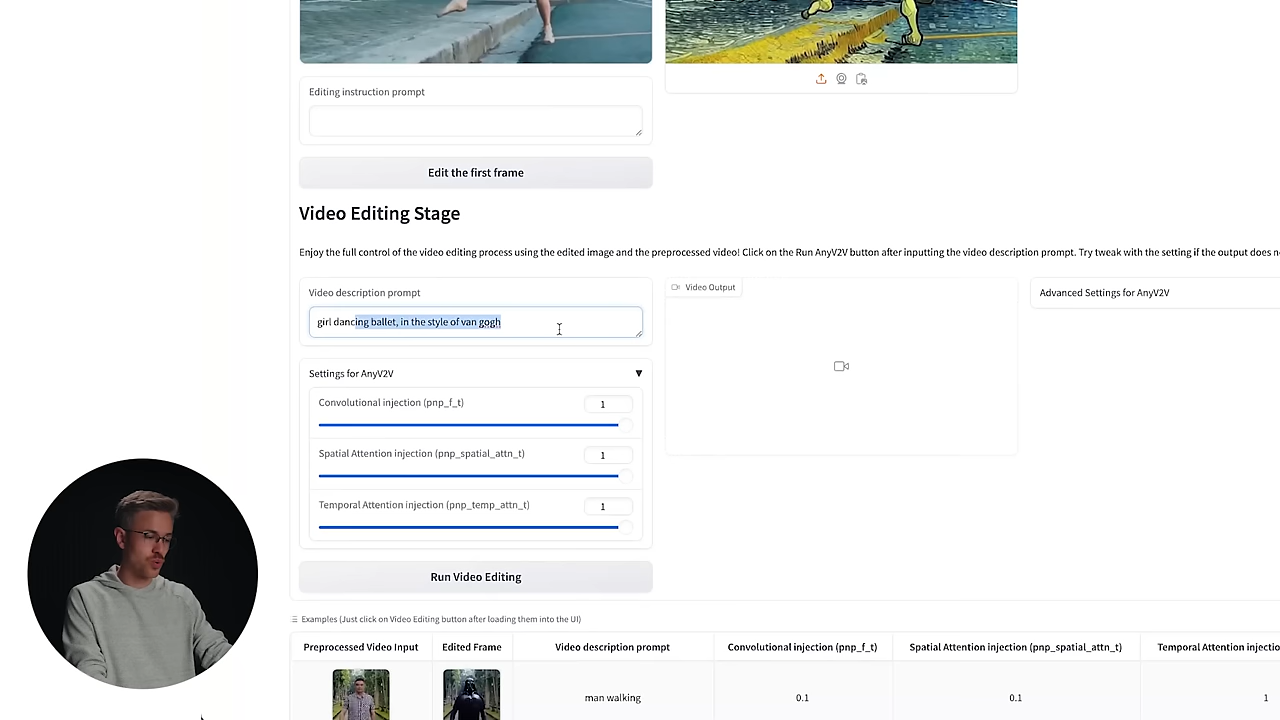 Editing instruction prompt
Edit the first frame
Video Editing Stage
Enjoy the full control of the video editing process using the edited image and the preprocessed video! Click on the Run AnyV2V button after inputting the video description prompt. Try tweak with the setting if the output does
Video description prompt
Video Output
Advanced Settings for AnyV2V
girl dancing ballet, in the style of van gogh
Settings for AnyV2V
Convolutional injection (pnp_f_t)
1
Spatial Attention injection (pnp_spatial_attn_t)
1
Temporal Attention injection (pnp_temp_attn_t)
1
Run Video Editing
Examples (Just click on Video Editing button after loading them into the UI)
Preprocessed Video Input
Edited Frame
Video description prompt
Convolutional injection (pnp_f_t)
Spatial Attention injection (pnp_spatial_attn_t)
Temporal Attention
man walking
0.1
0.1
1